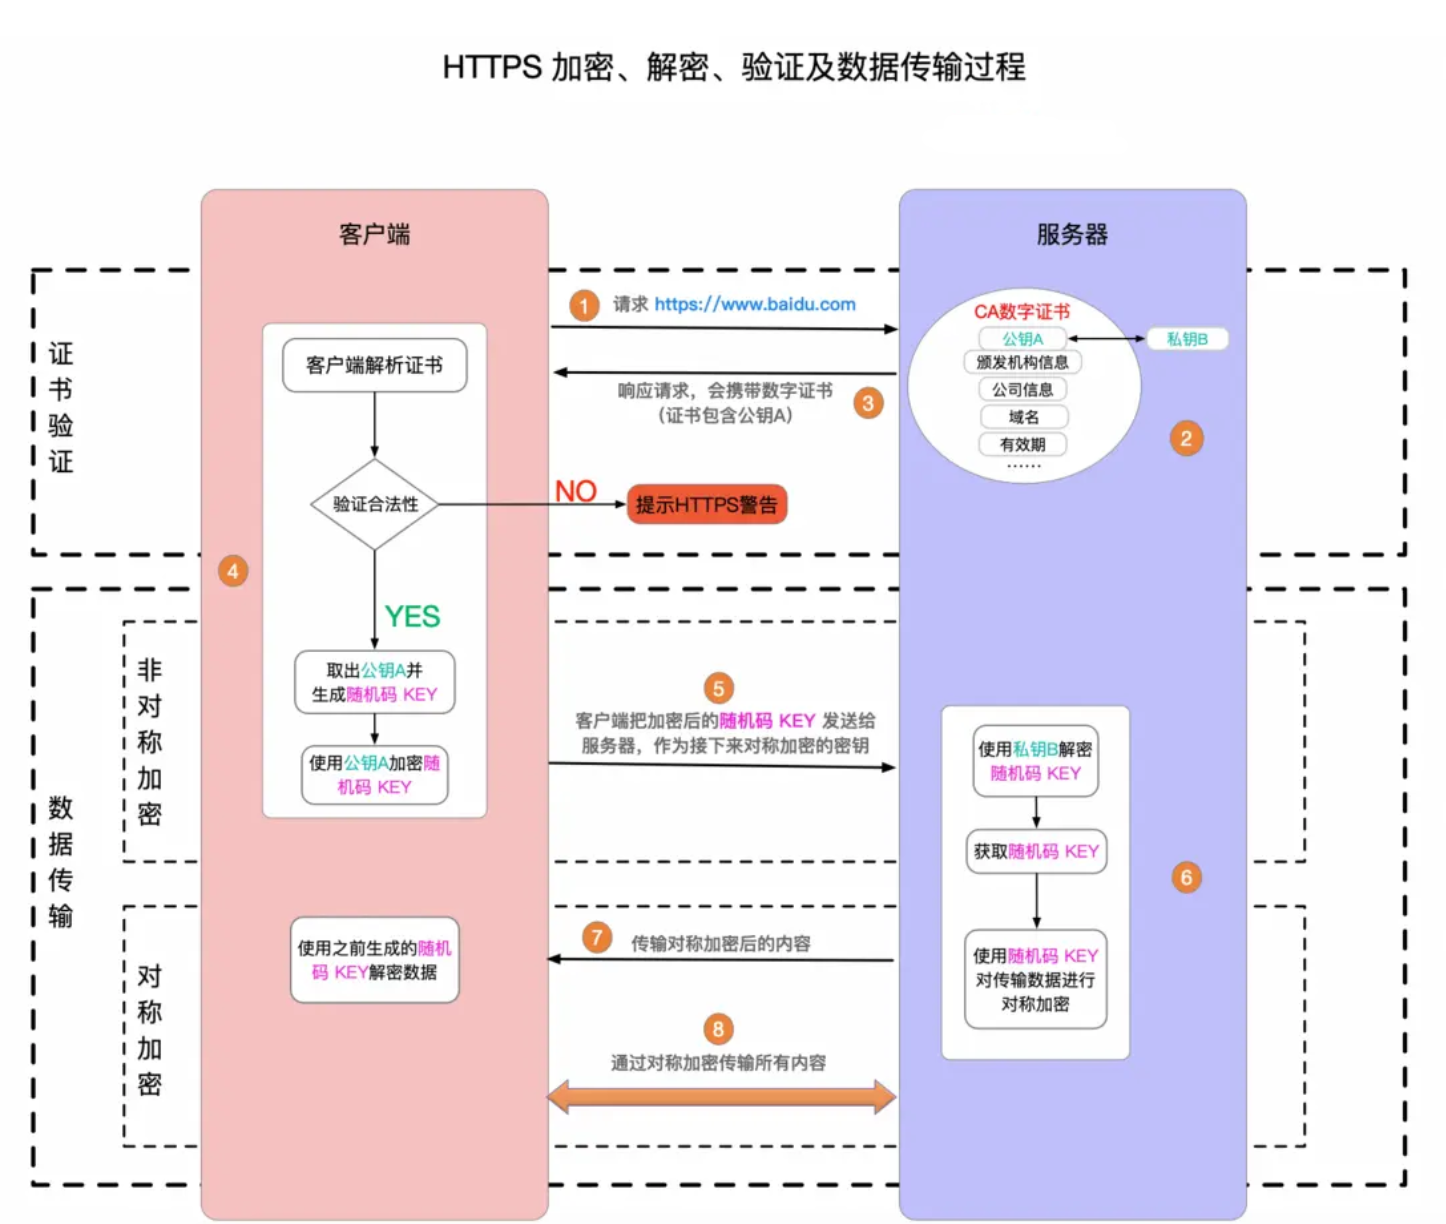 HTTPS 加密、解密、验证及数据传输过程
客户端
服务器
证书验证
1
请求 https://www.baidu.com
CA数字证书
公钥A
私钥B
颁发机构信息
公司信息
域名
有效期
······
2
响应请求，会携带数字证书
（证书包含公钥A）
3
客户端解析证书
验证合法性
NO
提示HTTPS警告
4
YES
数据传输
非对称加密
取出公钥A并
生成随机码 KEY
使用公钥A加密随
机码 KEY
5
客户端把加密后的随机码 KEY 发送给
服务器，作为接下来对称加密的密钥
使用私钥B解密
随机码 KEY
获取随机码 KEY
6
使用随机码 KEY
对传输数据进行
对称加密
对称加密
7
传输对称加密后的内容
使用之前生成的随机
码 KEY解密数据
8
通过对称加密传输所有内容